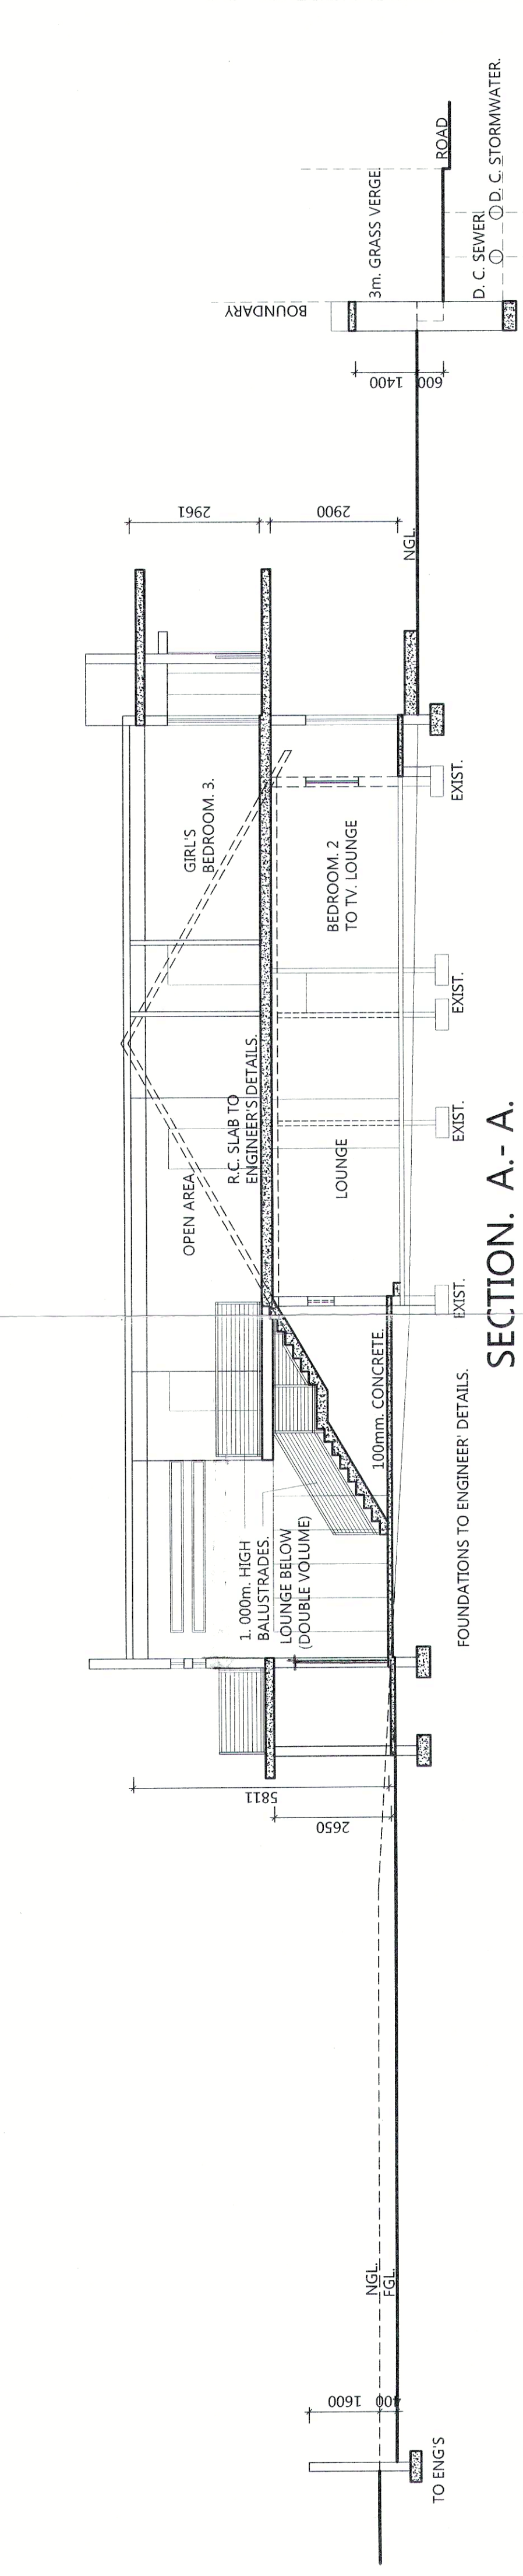 1600
400
TO ENG'S
NGL.
FGL.
5811
2650
1. 000m. HIGH
BALUSTRADES.
LOUNGE BELOW
(DOUBLE VOLUME)
100mm. CONCRETE.
FOUNDATIONS TO ENGINEER' DETAILS.
OPEN AREA.
R.C. SLAB TO
ENGINEER'S DETAILS.
LOUNGE
GIRL'S
BEDROOM. 3.
BEDROOM. 2
TO TV. LOUNGE
EXIST.
EXIST.
EXIST.
EXIST.
EXIST.
2961
2900
NGL.
1400
600
BOUNDARY
3m. GRASS VERGE.
ROAD
D. C. SEWER.
D. C. STORMWATER.
SECTION. A.- A.